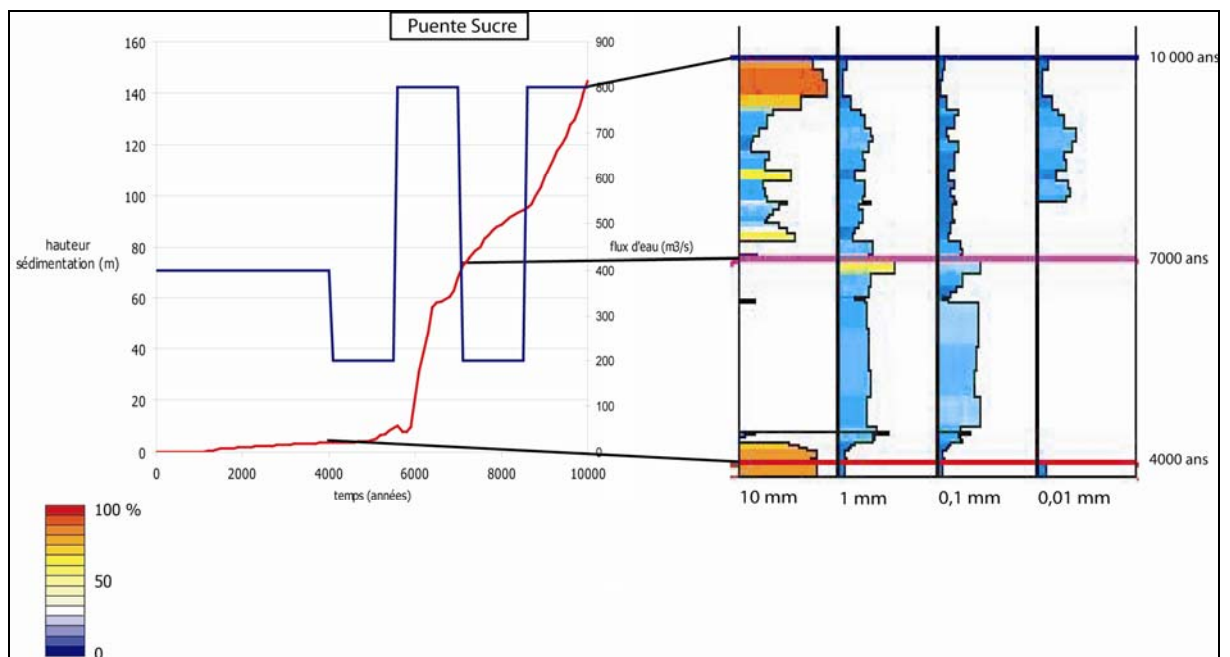 Puente Sucre
160
140
120
100
80
60
40
20
0
hauteur
sédimentation (m)
900
800
700
600
500
400
300
200
100
0
flux d'eau (m3/s)
0
2000
4000
6000
8000
10000
temps (années)
10 000 ans
7000 ans
4000 ans
10 mm
1 mm
0,1 mm
0,01 mm
100 %
50
0